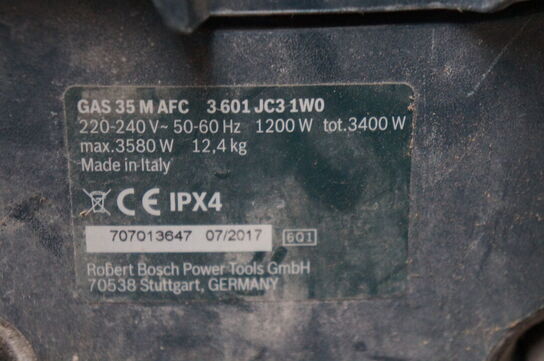 GAS 35 M AFC 3 601 JC3 1W0
220-240 V~ 50-60 Hz 1200 W tot.3400 W
max.3580 W 12,4 kg
Made in Italy
CE IPX4
707013647 07/2017 601
Robert Bosch Power Tools GmbH
70538 Stuttgart, GERMANY